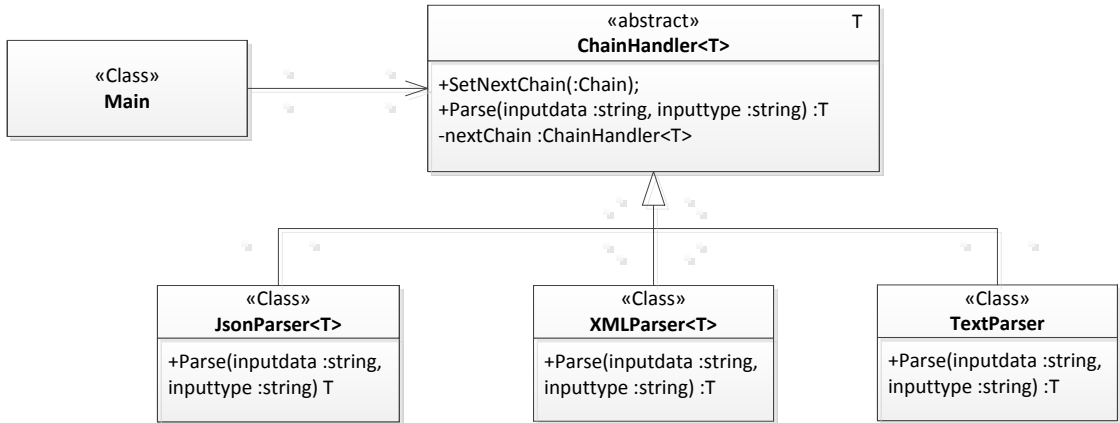 «Class»
Main
«abstract»
T
ChainHandler<T>
+SetNextChain(:Chain);
+Parse(inputdata :string, inputtype :string) :T
-nextChain :ChainHandler<T>
«Class»
JsonParser<T>
+Parse(inputdata :string,
inputtype :string) T
«Class»
XMLParser<T>
+Parse(inputdata :string,
inputtype :string) :T
«Class»
TextParser
+Parse(inputdata :string,
inputtype :string) :T